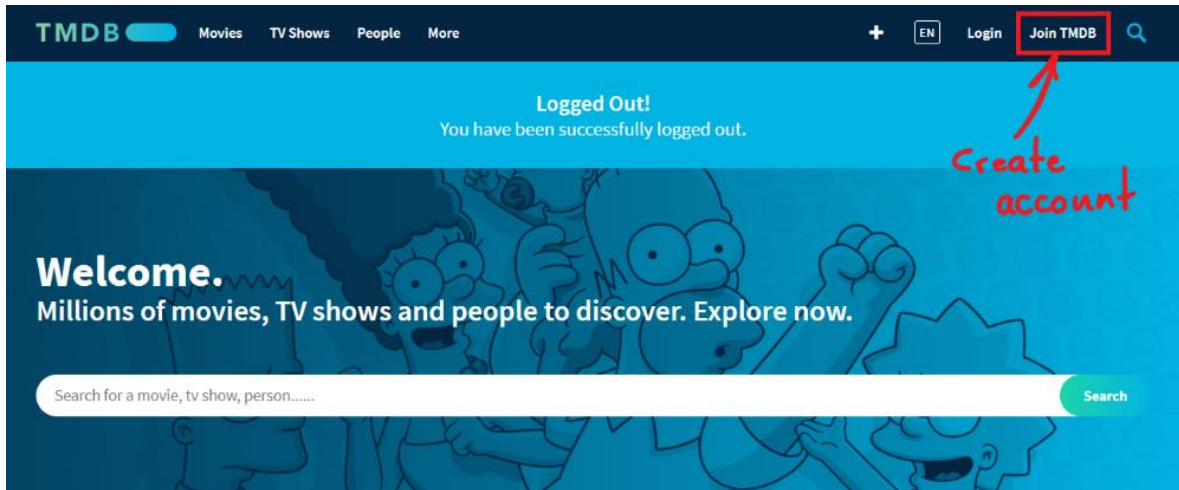 TMDB Movies TV Shows People More + EN Login Join TMDB
Logged Out!
You have been successfully logged out.
Create
account
Welcome.
Millions of movies, TV shows and people to discover. Explore now.
Search for a movie, tv show, person...... Search